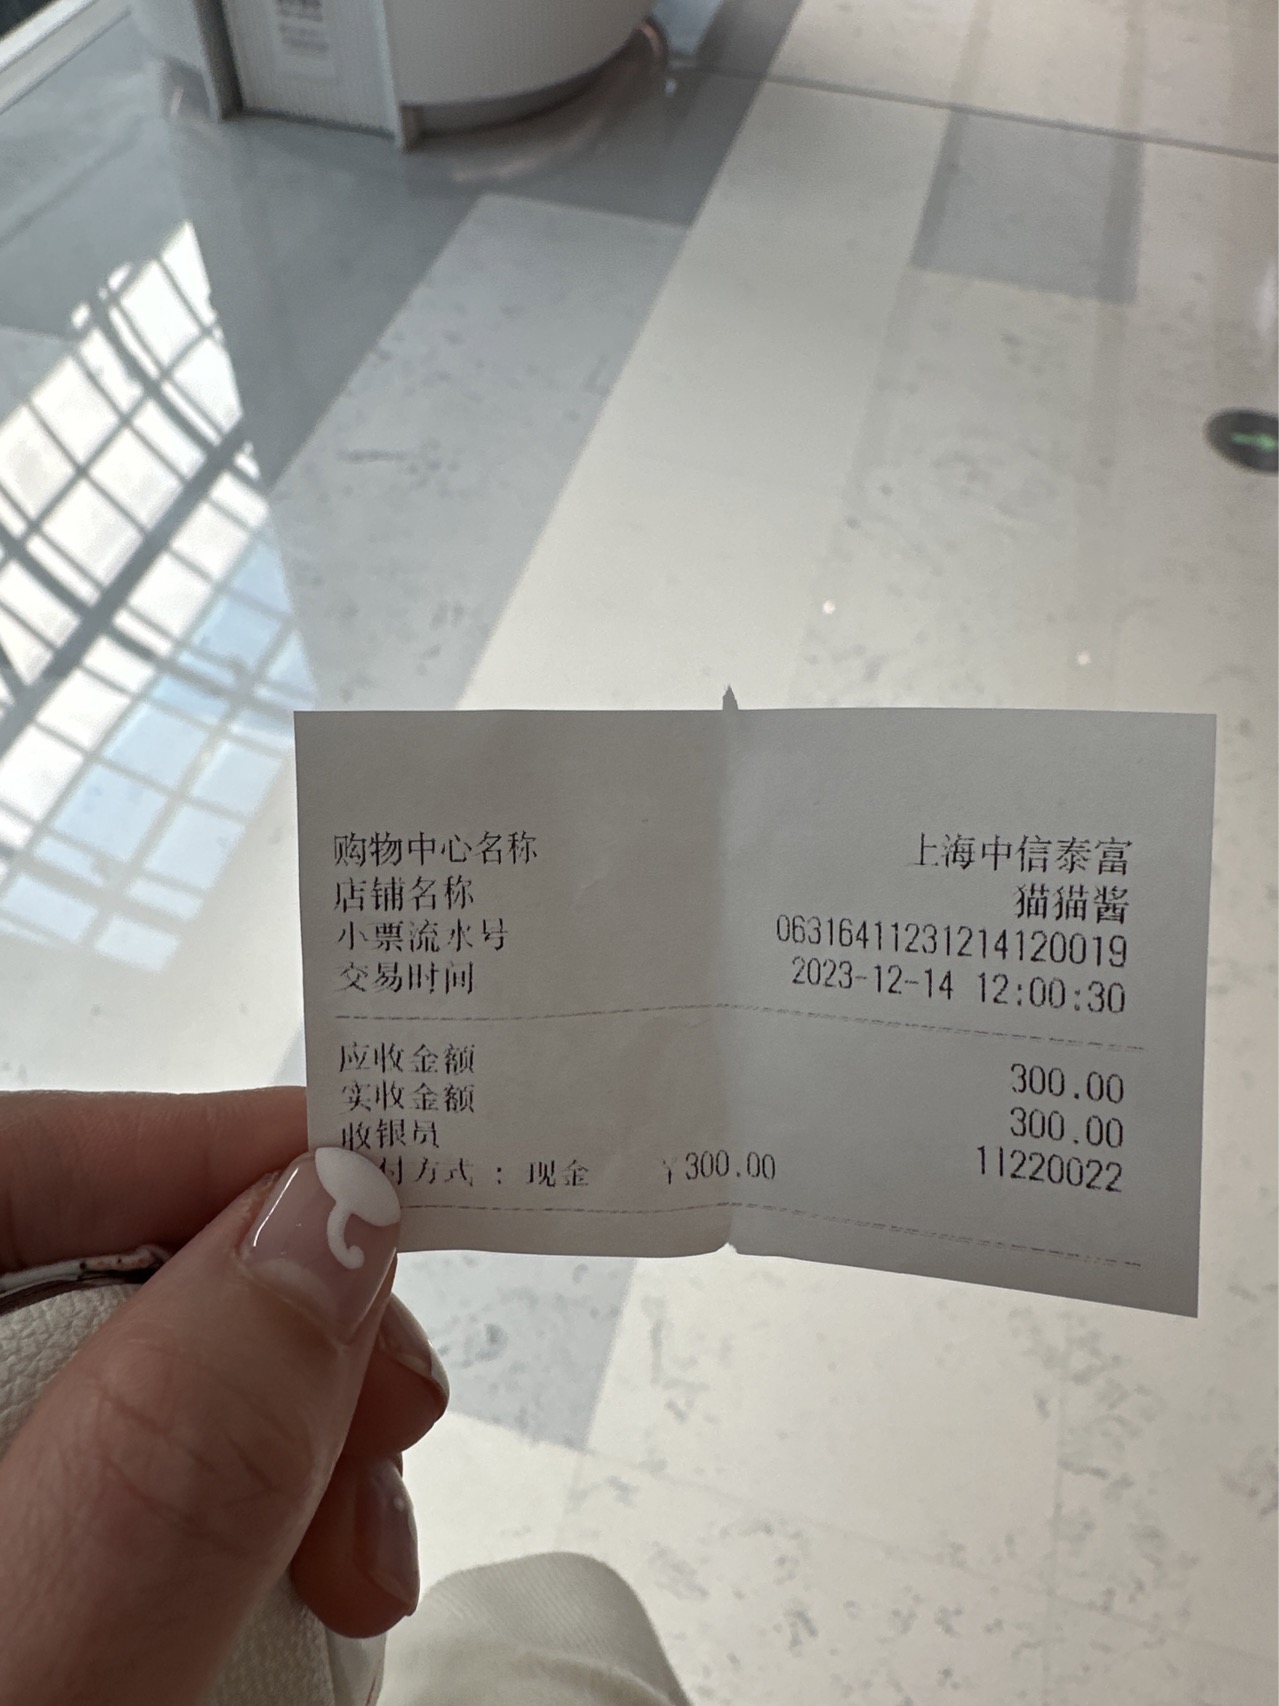 购物中心名称 上海中信泰富
店铺名称 猫猫酱
小票流水号 06316411231214120019
交易时间 2023-12-14 12:00:30
应收金额 300.00
实收金额 300.00
收银员 11220022
付方式 : 现金 ¥300.00